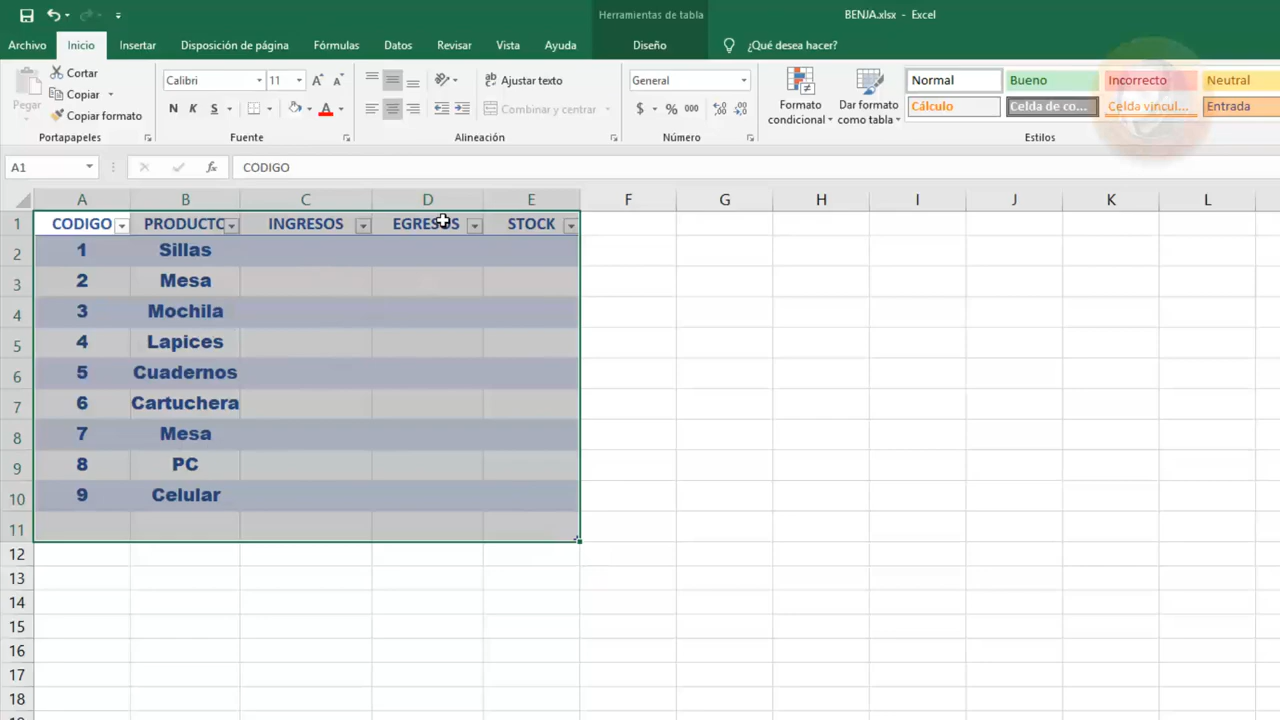 Herramientas de tabla
BENJA.xlsx - Excel
Archivo Inicio Insertar Disposición de página Fórmulas Datos Revisar Vista Ayuda Diseño ¿Qué desea hacer?
Pegar
Cortar
Copiar
Copiar formato
Portapapeles
Calibri 11 A A
N K S A
Fuente
ab Ajustar texto
Combinar y centrar
Alineación
General
$ % 000
Número
Formato condicional
Dar formato como tabla
Normal Bueno Incorrecto Neutral
Cálculo Celda de co... Celda vincul... Entrada
Estilos
A1 fx CODIGO
A B C D E F G H I J K L
1 CODIGO PRODUCTO INGRESOS EGRESOS STOCK
2 1 Sillas
3 2 Mesa
4 3 Mochila
5 4 Lapices
6 5 Cuadernos
7 6 Cartuchera
8 7 Mesa
9 8 PC
10 9 Celular
11
12
13
14
15
16
17
18